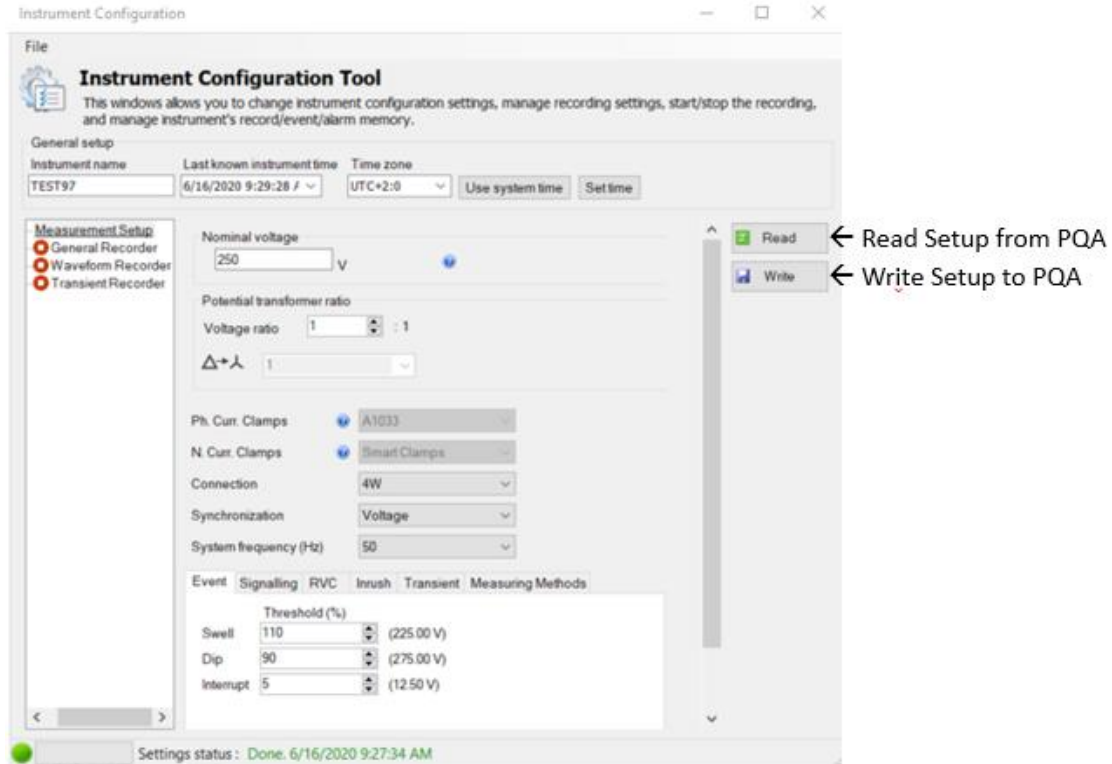 Instrument Configuration
File
Instrument Configuration Tool
This windows allows you to change instrument configuration settings, manage recording settings, start/stop the recording,
and manage instrument's record/event/alarm memory.
General setup
Instrument name Last known instrument time Time zone
TEST97 6/16/2020 9:29:28 A UTC+2:0 Use system time Set time
Measurement Setup
General Recorder
Waveform Recorder
Transient Recorder
Nominal voltage
250 V
Potential transformer ratio
Voltage ratio 1 : 1
1
Ph. Curr. Clamps A1033
N. Curr. Clamps Smart Clamps
Connection 4W
Synchronization Voltage
System frequency (Hz) 50
Event Signalling RVC Inrush Transient Measuring Methods
Threshold (%)
Swell 110 (225.00 V)
Dip 90 (275.00 V)
Interrupt 5 (12.50 V)
Read ← Read Setup from PQA
Write ← Write Setup to PQA
Settings status : Done. 6/16/2020 9:27:34 AM